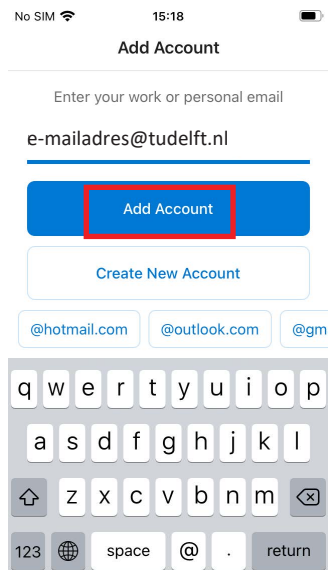 No SIM 15:18
Add Account
Enter your work or personal email
e-mailadres@tudelft.nl
Add Account
Create New Account
@hotmail.com @outlook.com @gm
q w e r t y u i o p
a s d f g h j k l
z x c v b n m
123 space @ . return